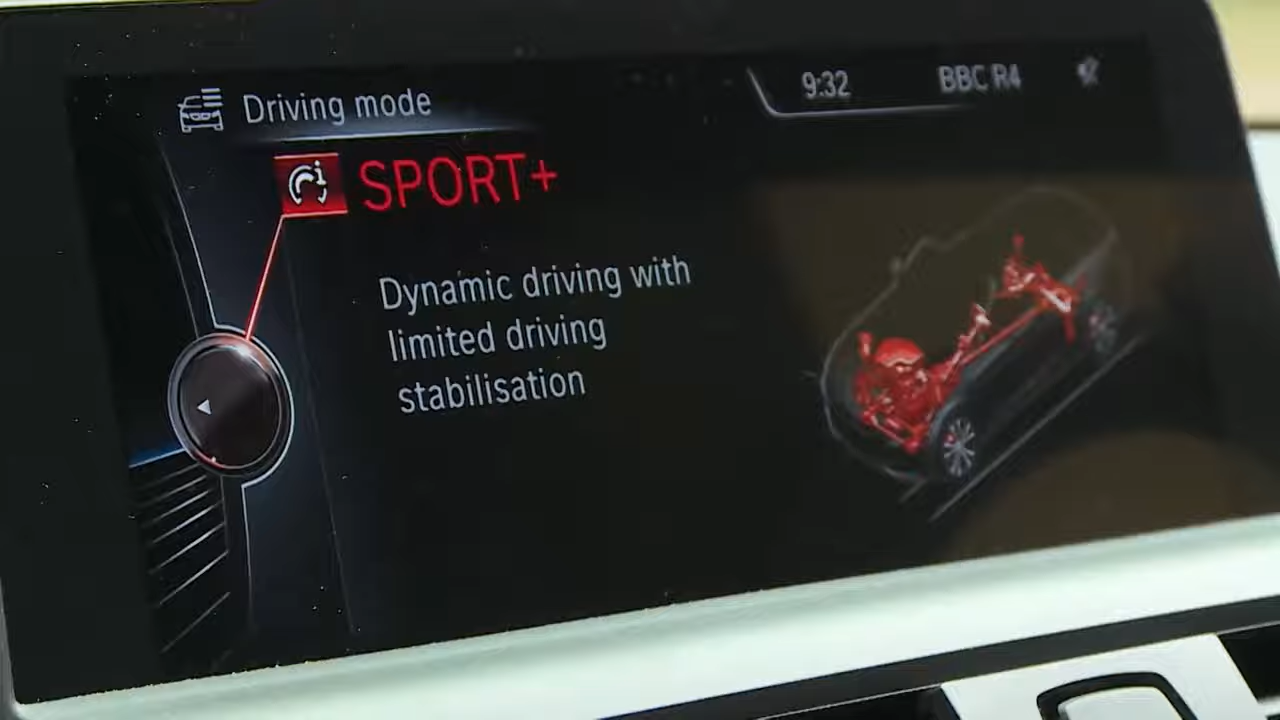 Driving mode
9:32
BBC R4
SPORT+
Dynamic driving with
limited driving
stabilisation